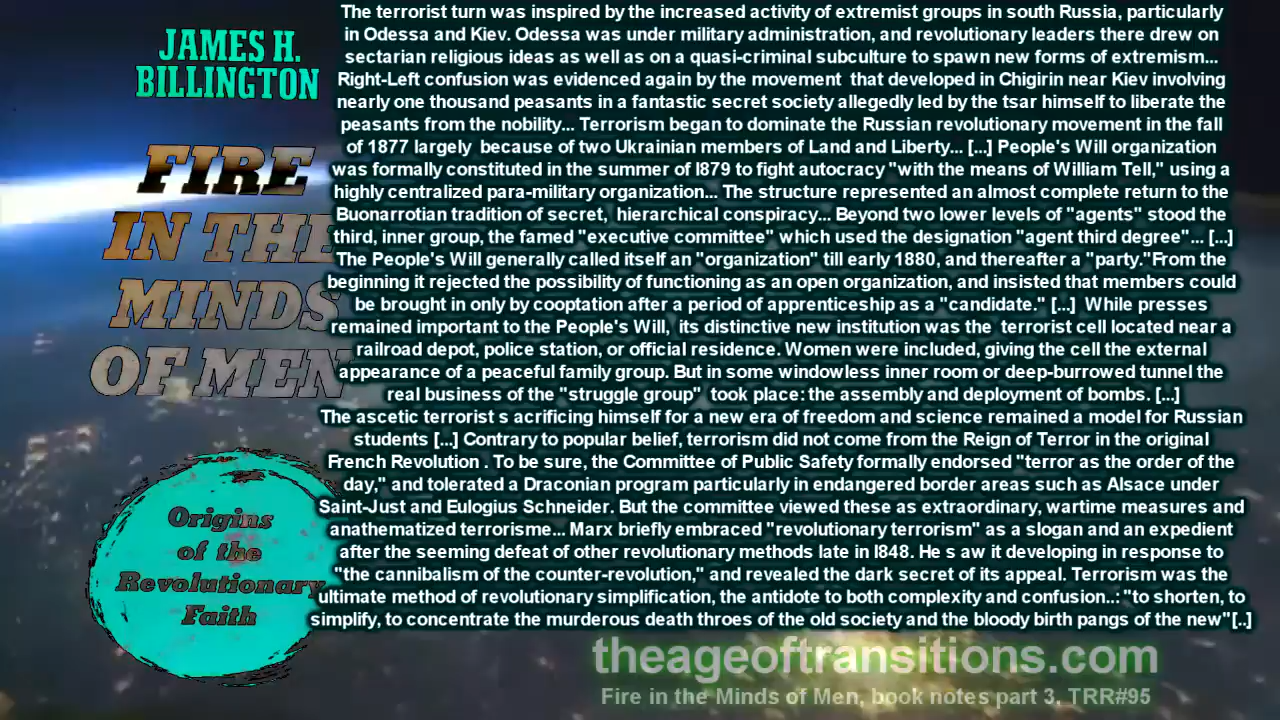 JAMES H.
BILLINGTON
FIRE
IN THE
MINDS
OF MEN
Origins
of the
Revolutionary
Faith
The terrorist turn was inspired by the increased activity of extremist groups in south Russia, particularly
in Odessa and Kiev. Odessa was under military administration, and revolutionary leaders there drew on
sectarian religious ideas as well as on a quasi-criminal subculture to spawn new forms of extremism...
Right-Left confusion was evidenced again by the movement that developed in Chigirin near Kiev involving
nearly one thousand peasants in a fantastic secret society allegedly led by the tsar himself to liberate the
peasants from the nobility... Terrorism began to dominate the Russian revolutionary movement in the fall
of 1877 largely because of two Ukrainian members of Land and Liberty... [...] People's Will organization
was formally constituted in the summer of l879 to fight autocracy "with the means of William Tell," using a
highly centralized para-military organization... The structure represented an almost complete return to the
Buonarrotian tradition of secret, hierarchical conspiracy... Beyond two lower levels of "agents" stood the
third, inner group, the famed "executive committee" which used the designation "agent third degree"... [...]
The People's Will generally called itself an "organization" till early 1880, and thereafter a "party."From the
beginning it rejected the possibility of functioning as an open organization, and insisted that members could
be brought in only by cooptation after a period of apprenticeship as a "candidate." [...] While presses
remained important to the People's Will, its distinctive new institution was the terrorist cell located near a
railroad depot, police station, or official residence. Women were included, giving the cell the external
appearance of a peaceful family group. But in some windowless inner room or deep-burrowed tunnel the
real business of the "struggle group" took place: the assembly and deployment of bombs. [...]
The ascetic terrorist s acrificing himself for a new era of freedom and science remained a model for Russian
students [...] Contrary to popular belief, terrorism did not come from the Reign of Terror in the original
French Revolution . To be sure, the Committee of Public Safety formally endorsed "terror as the order of the
day," and tolerated a Draconian program particularly in endangered border areas such as Alsace under
Saint-Just and Eulogius Schneider. But the committee viewed these as extraordinary, wartime measures and
anathematized terrorisme... Marx briefly embraced "revolutionary terrorism" as a slogan and an expedient
after the seeming defeat of other revolutionary methods late in l848. He s aw it developing in response to
"the cannibalism of the counter-revolution," and revealed the dark secret of its appeal. Terrorism was the
ultimate method of revolutionary simplification, the antidote to both complexity and confusion..: "to shorten, to
simplify, to concentrate the murderous death throes of the old society and the bloody birth pangs of the new"[..]
theageoftransitions.com
Fire in the Minds of Men, book notes part 3. TRR#95